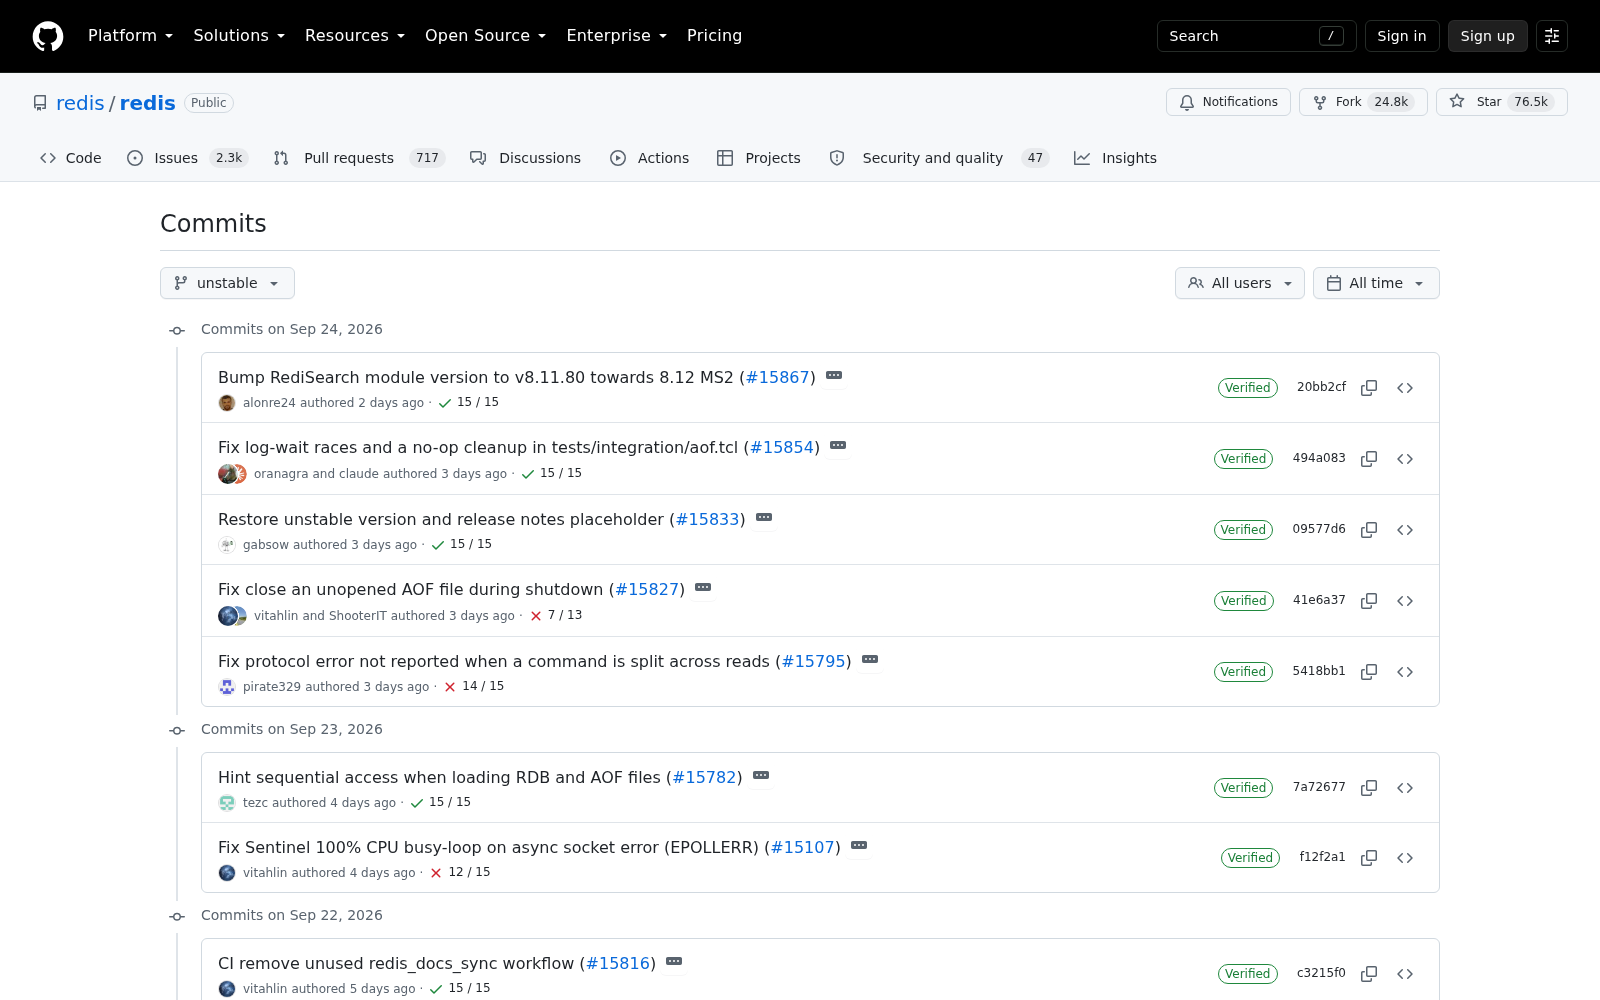 Platform Solutions Resources Open Source Enterprise Pricing Search / Sign in Sign up
redis / redis Public Notifications Fork 24.8k Star 76.5k
Code Issues 2.3k Pull requests 717 Discussions Actions Projects Security and quality 47 Insights
Commits
unstable All users All time
Commits on Sep 24, 2026
Bump RediSearch module version to v8.11.80 towards 8.12 MS2 (#15867)
alonre24 authored 2 days ago · 15 / 15 Verified 20bb2cf
Fix log-wait races and a no-op cleanup in tests/integration/aof.tcl (#15854)
oranagra and claude authored 3 days ago · 15 / 15 Verified 494a083
Restore unstable version and release notes placeholder (#15833)
gabsow authored 3 days ago · 15 / 15 Verified 09577d6
Fix close an unopened AOF file during shutdown (#15827)
vitahlin and ShooterIT authored 3 days ago · 7 / 13 Verified 41e6a37
Fix protocol error not reported when a command is split across reads (#15795)
pirate329 authored 3 days ago · 14 / 15 Verified 5418bb1
Commits on Sep 23, 2026
Hint sequential access when loading RDB and AOF files (#15782)
tezc authored 4 days ago · 15 / 15 Verified 7a72677
Fix Sentinel 100% CPU busy-loop on async socket error (EPOLLERR) (#15107)
vitahlin authored 4 days ago · 12 / 15 Verified f12f2a1
Commits on Sep 22, 2026
CI remove unused redis_docs_sync workflow (#15816)
vitahlin authored 5 days ago · 15 / 15 Verified c3215f0